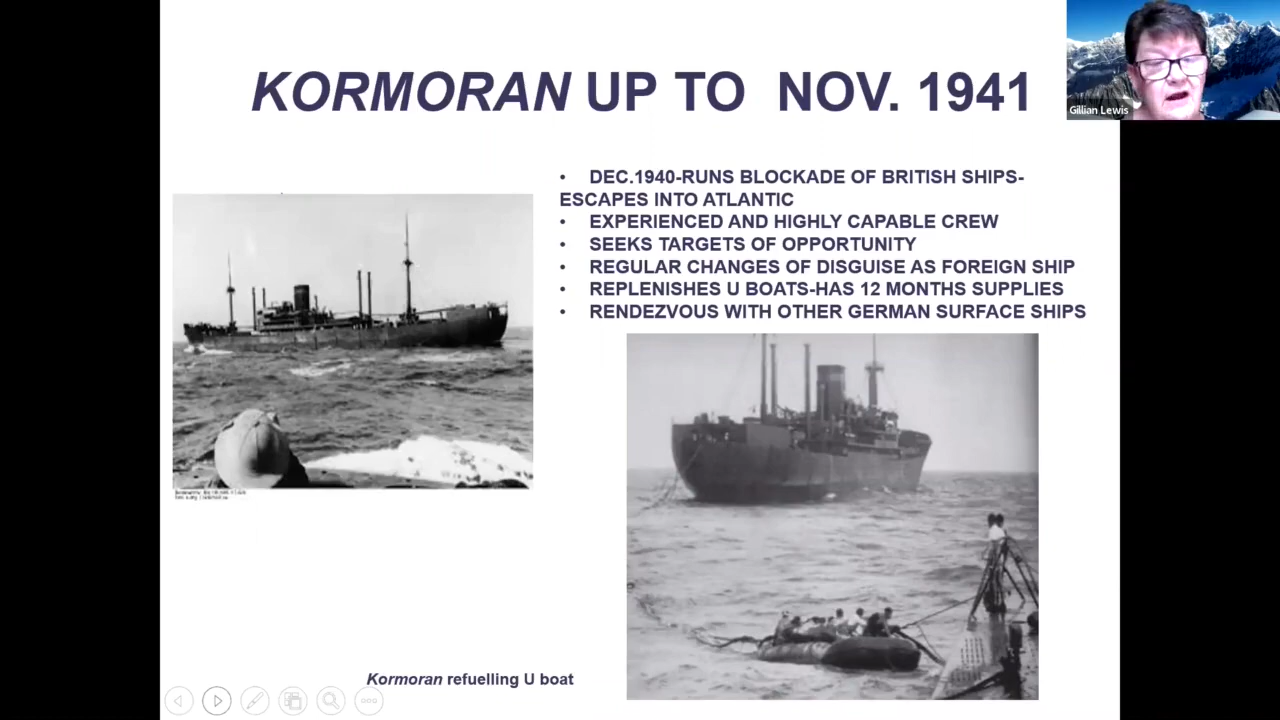 KORMORAN UP TO NOV. 1941
Gillian Lewis
• DEC.1940-RUNS BLOCKADE OF BRITISH SHIPS-
ESCAPES INTO ATLANTIC
• EXPERIENCED AND HIGHLY CAPABLE CREW
• SEEKS TARGETS OF OPPORTUNITY
• REGULAR CHANGES OF DISGUISE AS FOREIGN SHIP
• REPLENISHES U BOATS-HAS 12 MONTHS SUPPLIES
• RENDEZVOUS WITH OTHER GERMAN SURFACE SHIPS
Kormoran refuelling U boat